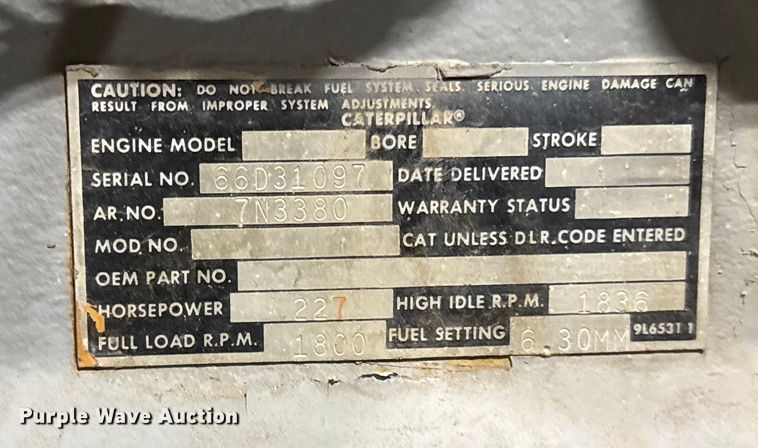 CAUTION: DO NOT BREAK FUEL SYSTEM SEALS. SERIOUS ENGINE DAMAGE CAN
RESULT FROM IMPROPER SYSTEM ADJUSTMENTS.
CATERPILLAR®
ENGINE MODEL BORE STROKE
SERIAL NO. 66D31097 DATE DELIVERED
AR. NO. 7N3380 WARRANTY STATUS
MOD. NO. CAT UNLESS DLR. CODE ENTERED
OEM PART NO.
HORSEPOWER 227 HIGH IDLE R.P.M. 1836
FULL LOAD R.P.M. 1800 FUEL SETTING 6.30MM 9L6531 1
Purple Wave Auction